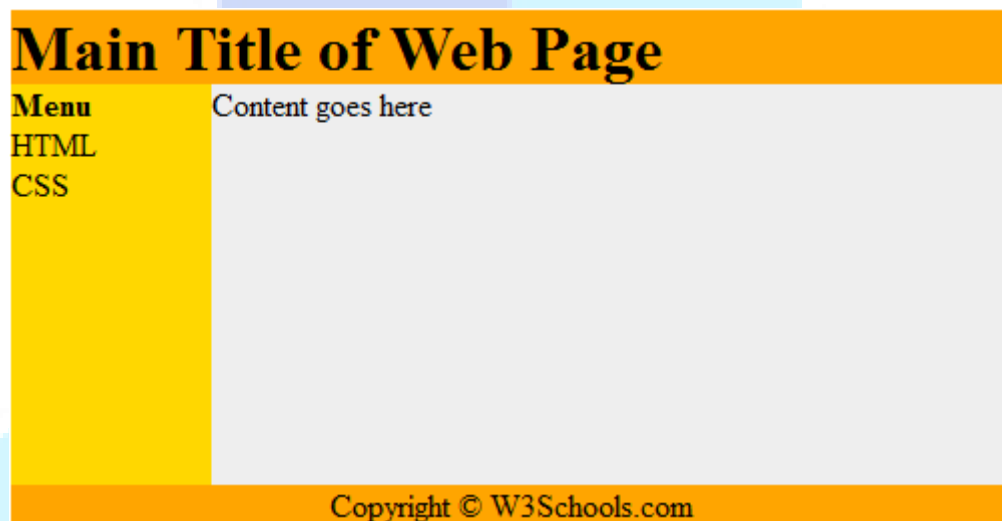 Main Title of Web Page
Menu
HTML
CSS
Content goes here
Copyright © W3Schools.com